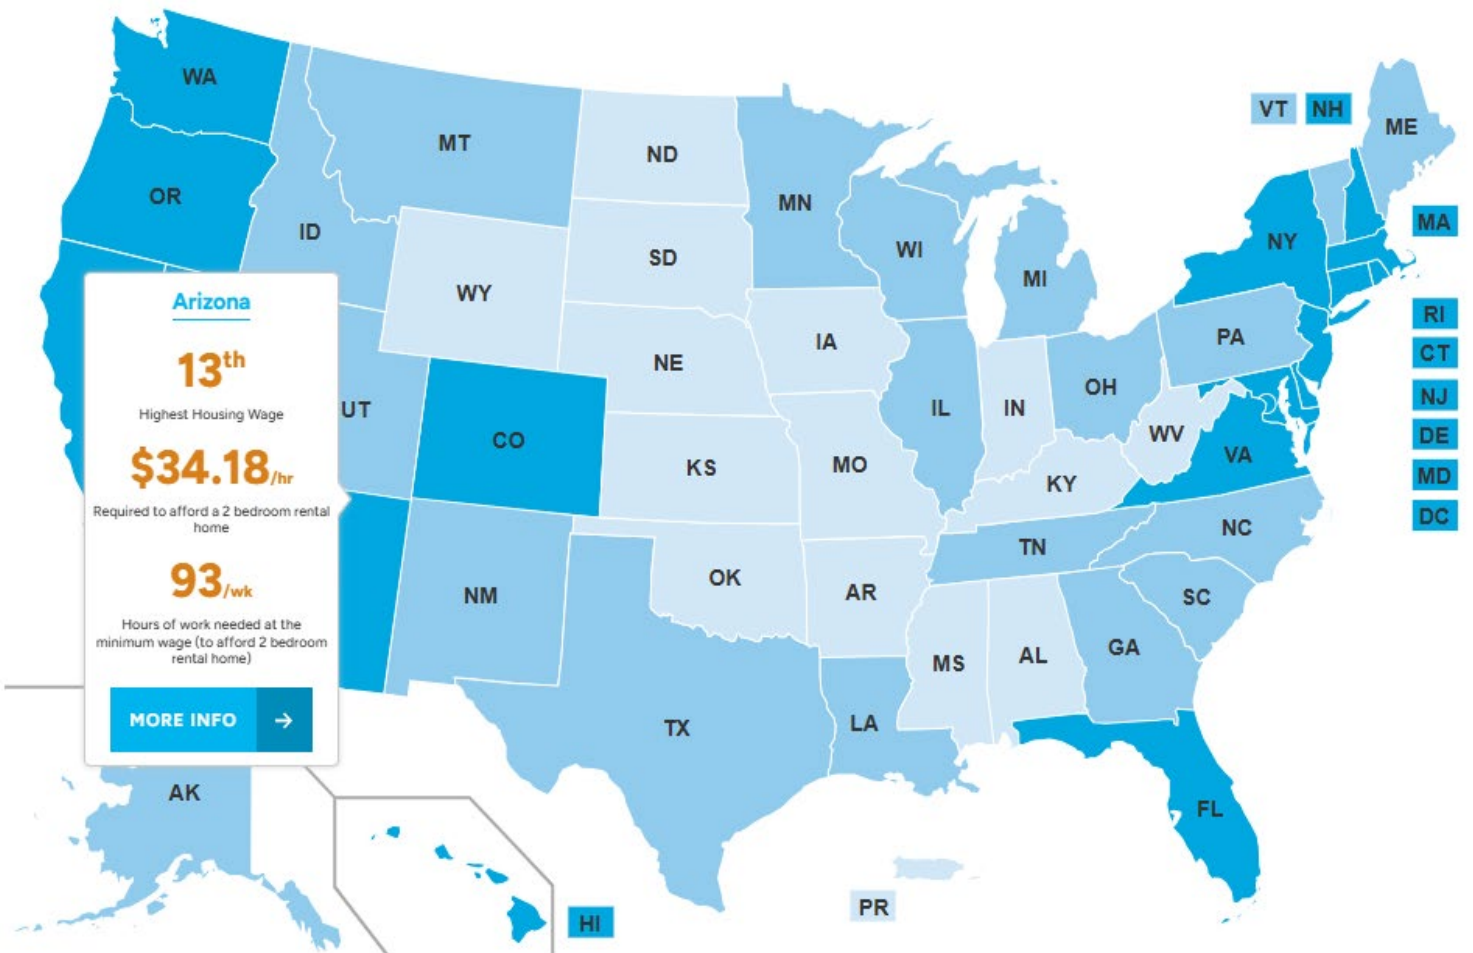 WA
MT
ND
MN
VT
NH
ME
OR
ID
SD
WI
MI
NY
MA
WY
IA
PA
RI
CT
NE
UT
CO
IL
IN
OH
NJ
DE
MD
DC
KS
MO
WV
VA
KY
NC
TN
NM
OK
AR
SC
MS
AL
GA
TX
LA
FL
AK
HI
PR
Arizona
13th
Highest Housing Wage
$34.18/hr
Required to afford a 2 bedroom rental
home
93/wk
Hours of work needed at the
minimum wage (to afford 2 bedroom
rental home)
MORE INFO →